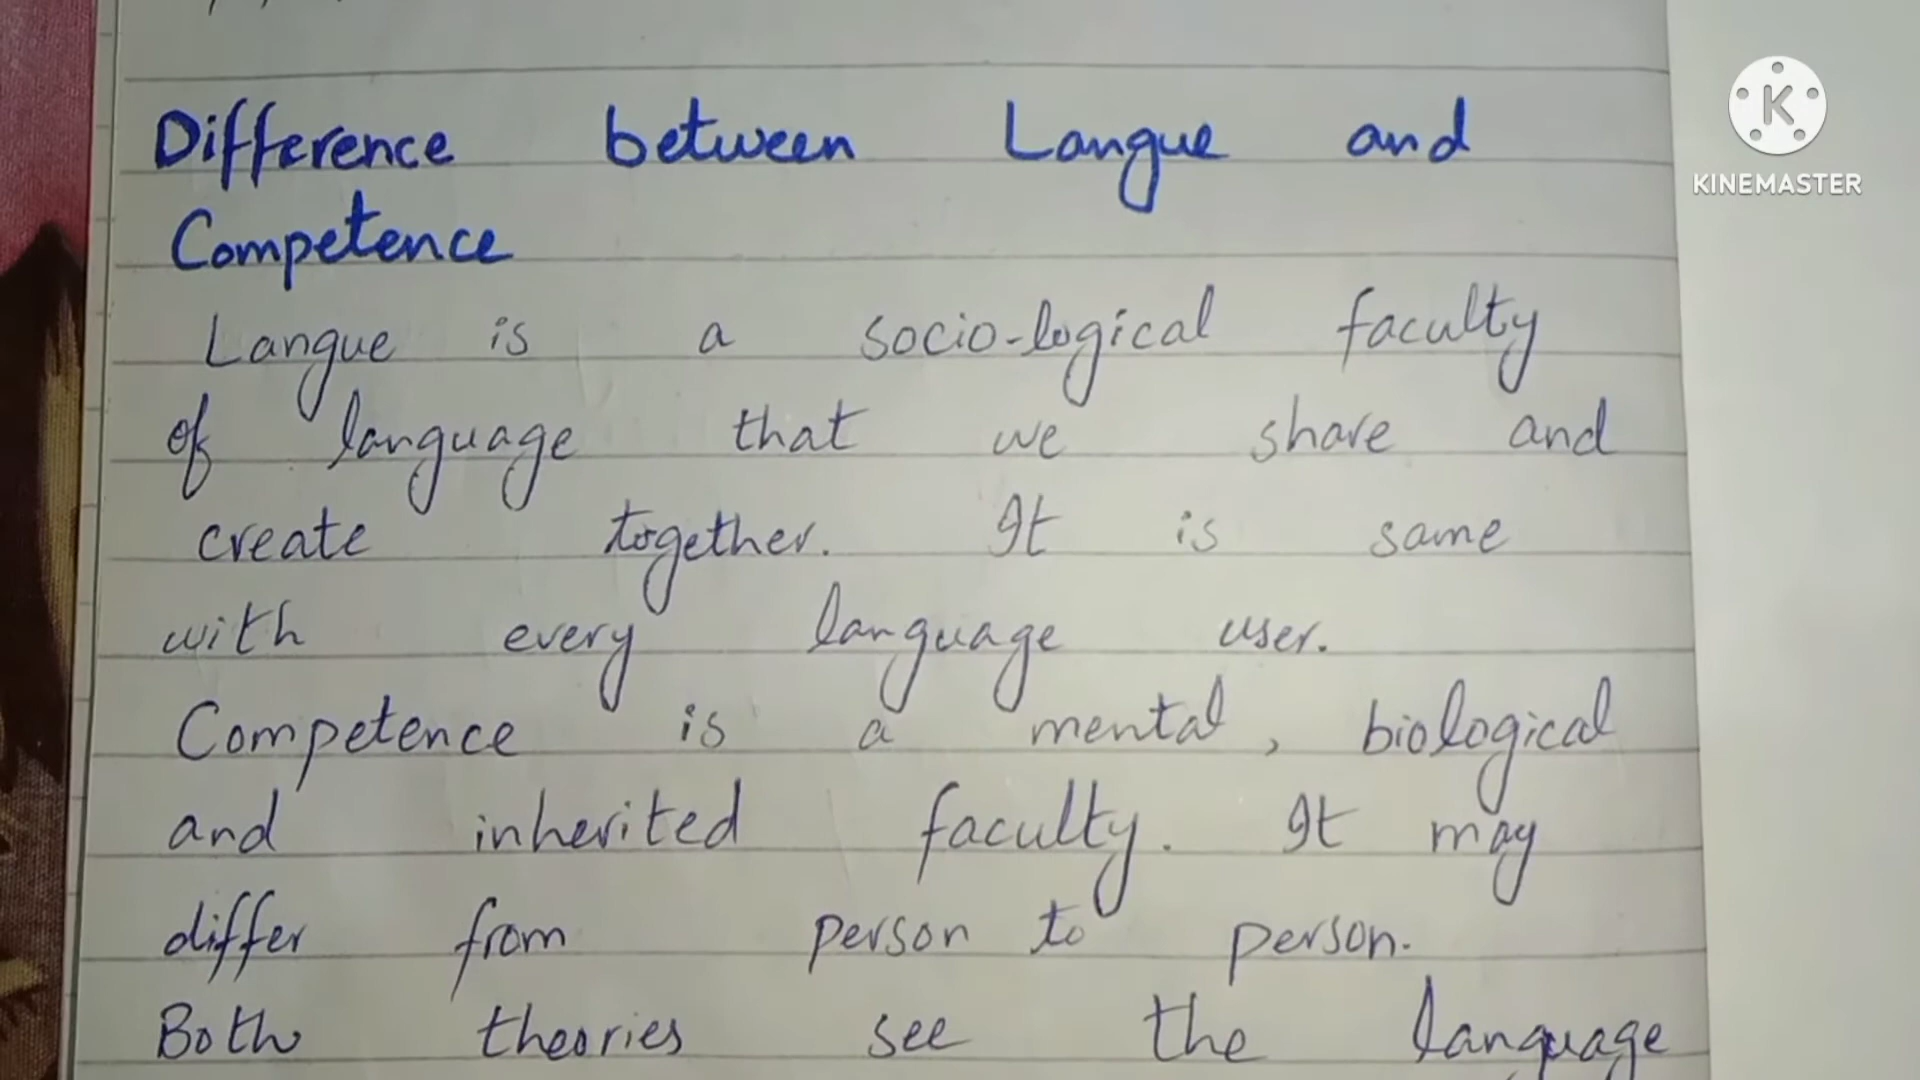 Difference between Langue and
Competence
Langue is a socio-logical faculty
of language that we share and
create together. It is same
with every language user.
Competence is a mental, biological
and inherited faculty. It may
differ from person to person.
Both theories see the language
K
KINEMASTER